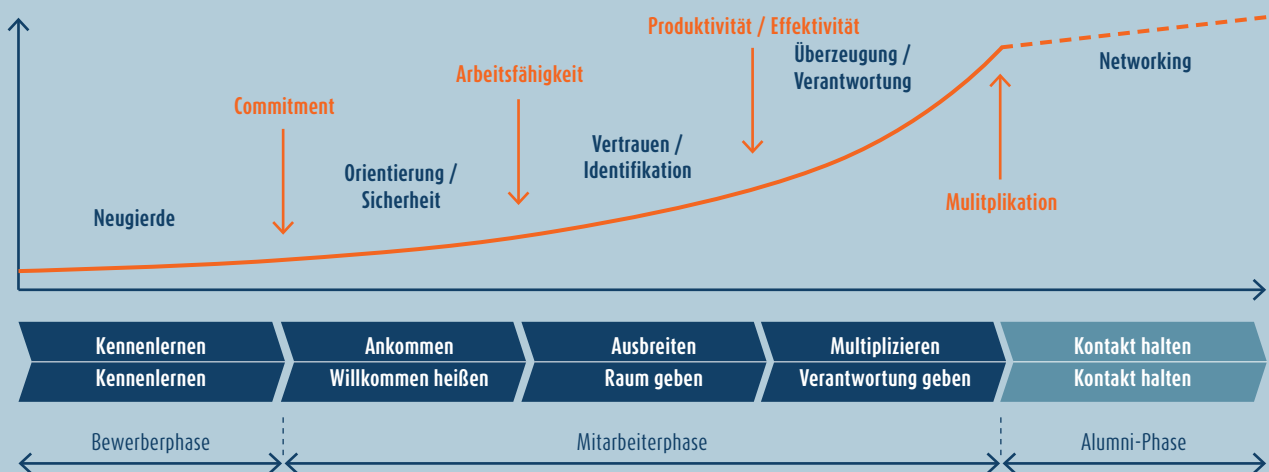 Produktivität / Effektivität
Überzeugung /
Verantwortung
Networking
Arbeitsfähigkeit
Commitment
Vertrauen /
Identifikation
Orientierung /
Sicherheit
Neugierde
Mulitplikation
Kennenlernen
Ankommen
Ausbreiten
Multiplizieren
Kontakt halten
Kennenlernen
Willkommen heißen
Raum geben
Verantwortung geben
Kontakt halten
Bewerberphase
Mitarbeiterphase
Alumni-Phase